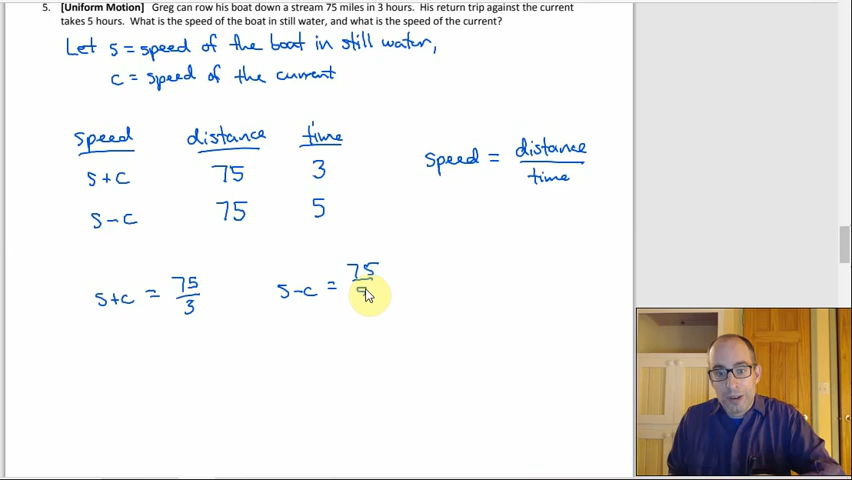 5. [Uniform Motion] Greg can row his boat down a stream 75 miles in 3 hours. His return trip against the current
takes 5 hours. What is the speed of the boat in still water, and what is the speed of the current?
Let s = speed of the boat in still water,
c = speed of the current
speed distance time
s+c 75 3
s-c 75 5
speed = distance/time
s+c = 75/3 s-c = 75/